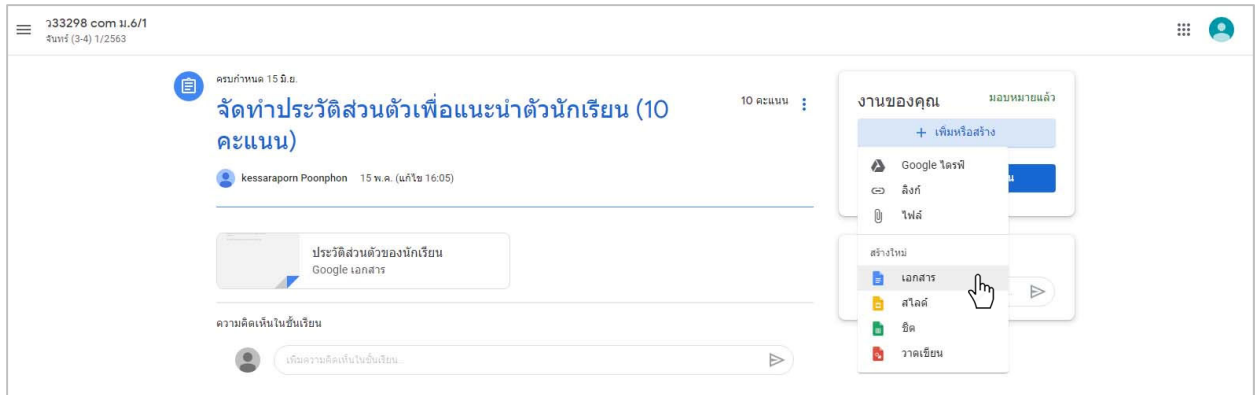 ว33298 com ม.6/1
จันทร์ (3-4) 1/2563
ครบกำหนด 15 มิ.ย.
จัดทำประวัติส่วนตัวเพื่อแนะนำตัวนักเรียน (10
คะแนน)
10 คะแนน
kessaraporn Poonphon 15 พ.ค. (แก้ไข 16:05)
ประวัติส่วนตัวของนักเรียน
Google เอกสาร
ความคิดเห็นในชั้นเรียน
เพิ่มความคิดเห็นในชั้นเรียน..
งานของคุณ
มอบหมายแล้ว
+ เพิ่มหรือสร้าง
Google ไดรฟ์
ลิงก์
ไฟล์
สร้างใหม่
เอกสาร
สไลด์
ชีต
วาดเขียน